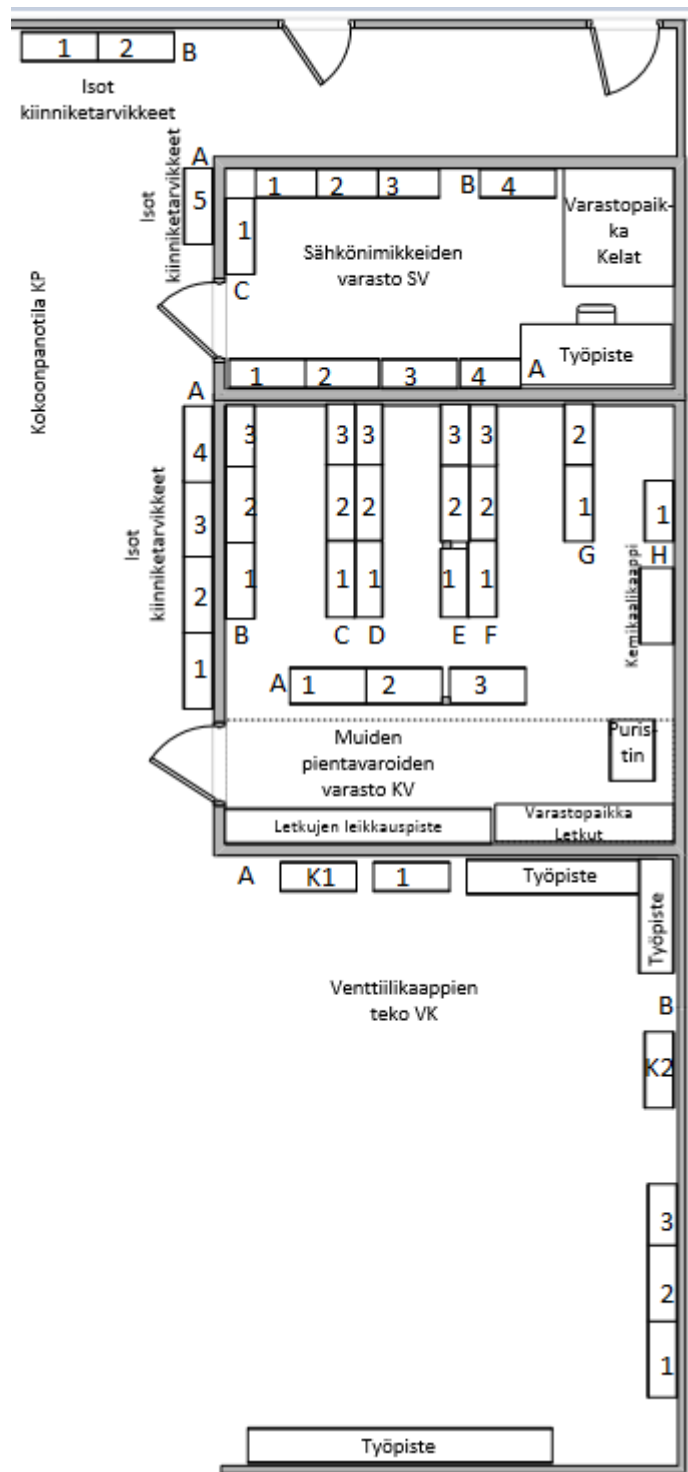 1 2 B
Isot
kiinniketarvikkeet
A
5
Isot
kiinniketarvikkeet
1 2 3 B 4
1
C
Varastopaik-
ka
Kelat
Sähkönimikkeiden
varasto SV
Työpiste
1 2 3 4 A
Kokoonpanotila KP
A
4
3
2
1
Isot
kiinniketarvikkeet
3 3 3 3 3 2
2 2 2 2 2 1 1
1 1 1 1 1 G H
B C D E F
Kemikaalikaappi
A 1 2 3
Muiden
pientavaroiden
varasto KV
Puris-
tin
Letkujen leikkauspiste
Varastopaikka
Letkut
A K1 1 Työpiste
Työpiste
Venttiilikaappien
teko VK
B
K2
3
2
1
Työpiste